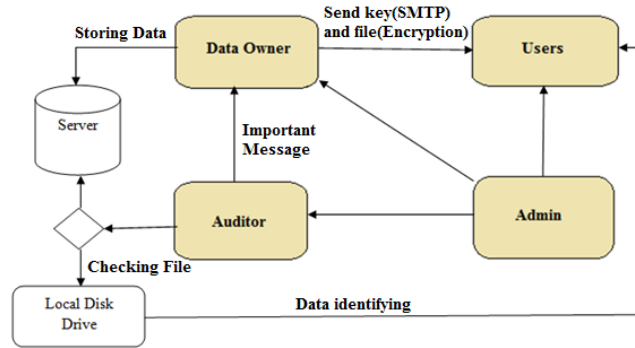 Send key(SMTP)
and file(Encryption)
Storing Data
Data Owner
Users
Server
Important
Message
Auditor
Admin
Checking File
Local Disk
Drive
Data identifying